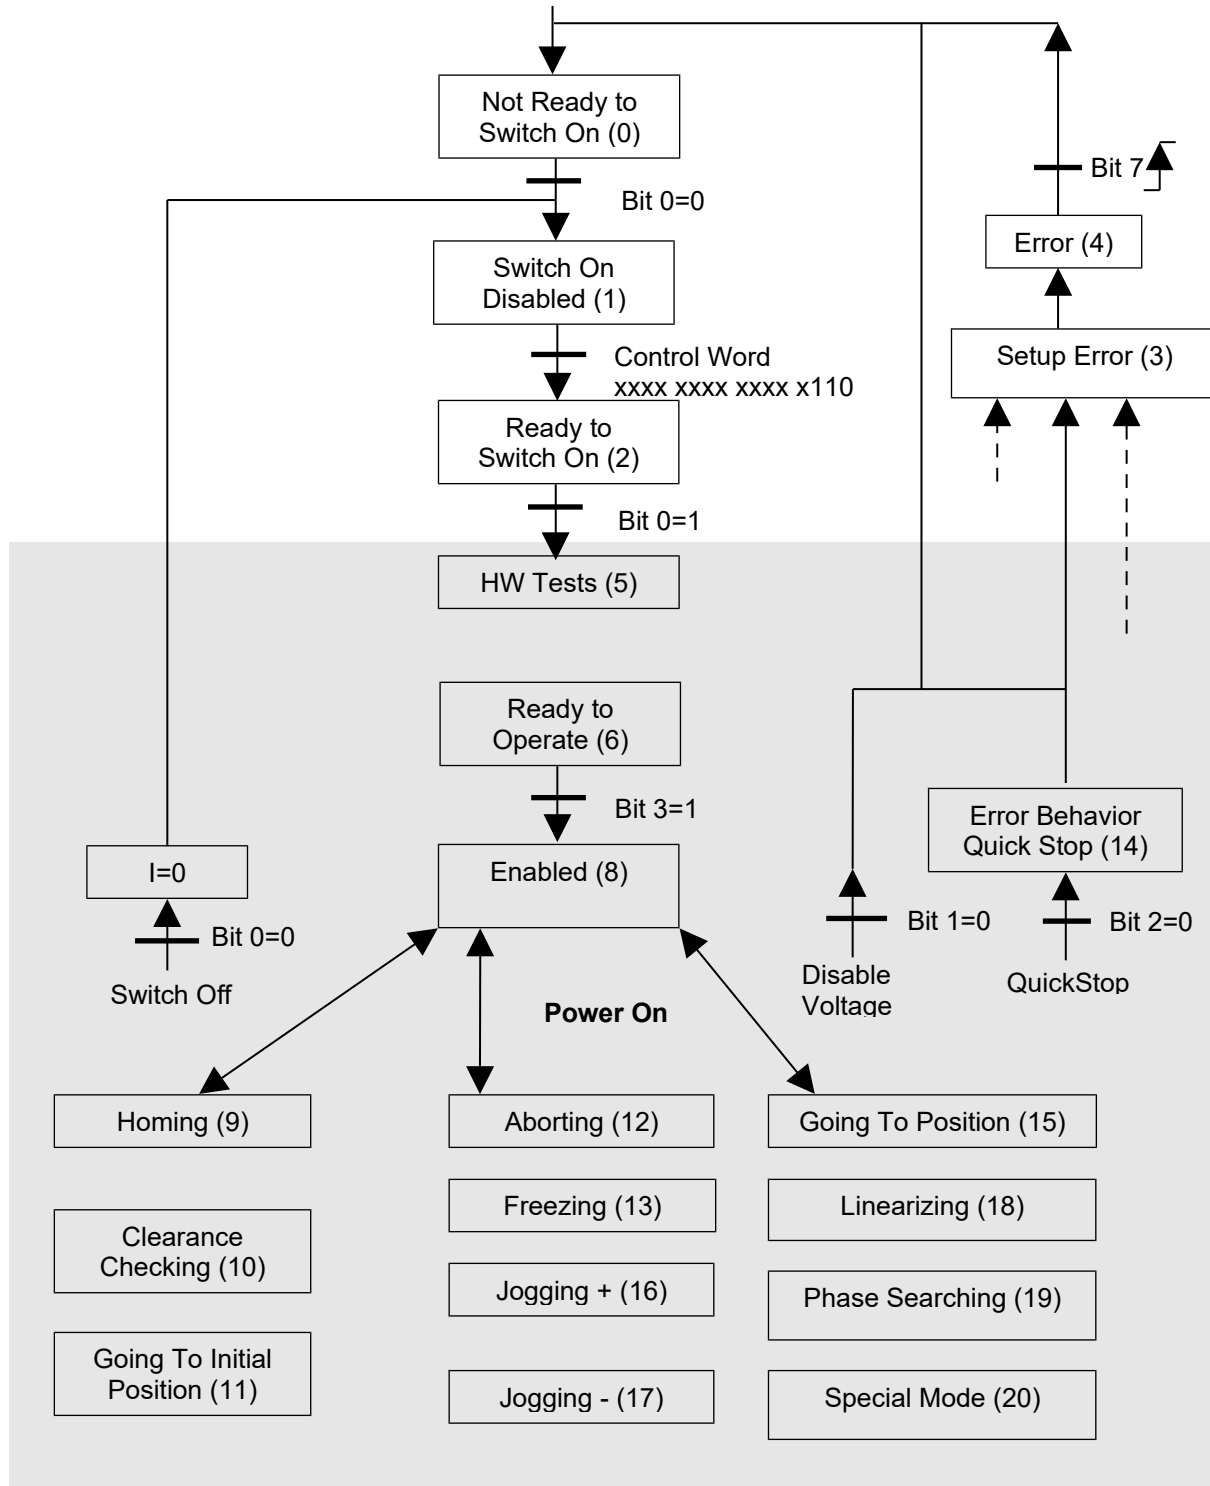 Not Ready to
Switch On (0)
Bit 0=0
Bit 7
Error (4)
Switch On
Disabled (1)
Setup Error (3)
Control Word
xxxx xxxx xxxx x110
Ready to
Switch On (2)
Bit 0=1
HW Tests (5)
Ready to
Operate (6)
Bit 3=1
Error Behavior
Quick Stop (14)
I=0
Enabled (8)
Bit 0=0
Bit 1=0
Bit 2=0
Switch Off
Disable
Voltage
QuickStop
Power On
Homing (9)
Aborting (12)
Going To Position (15)
Clearance
Checking (10)
Freezing (13)
Linearizing (18)
Jogging + (16)
Phase Searching (19)
Going To Initial
Position (11)
Jogging - (17)
Special Mode (20)